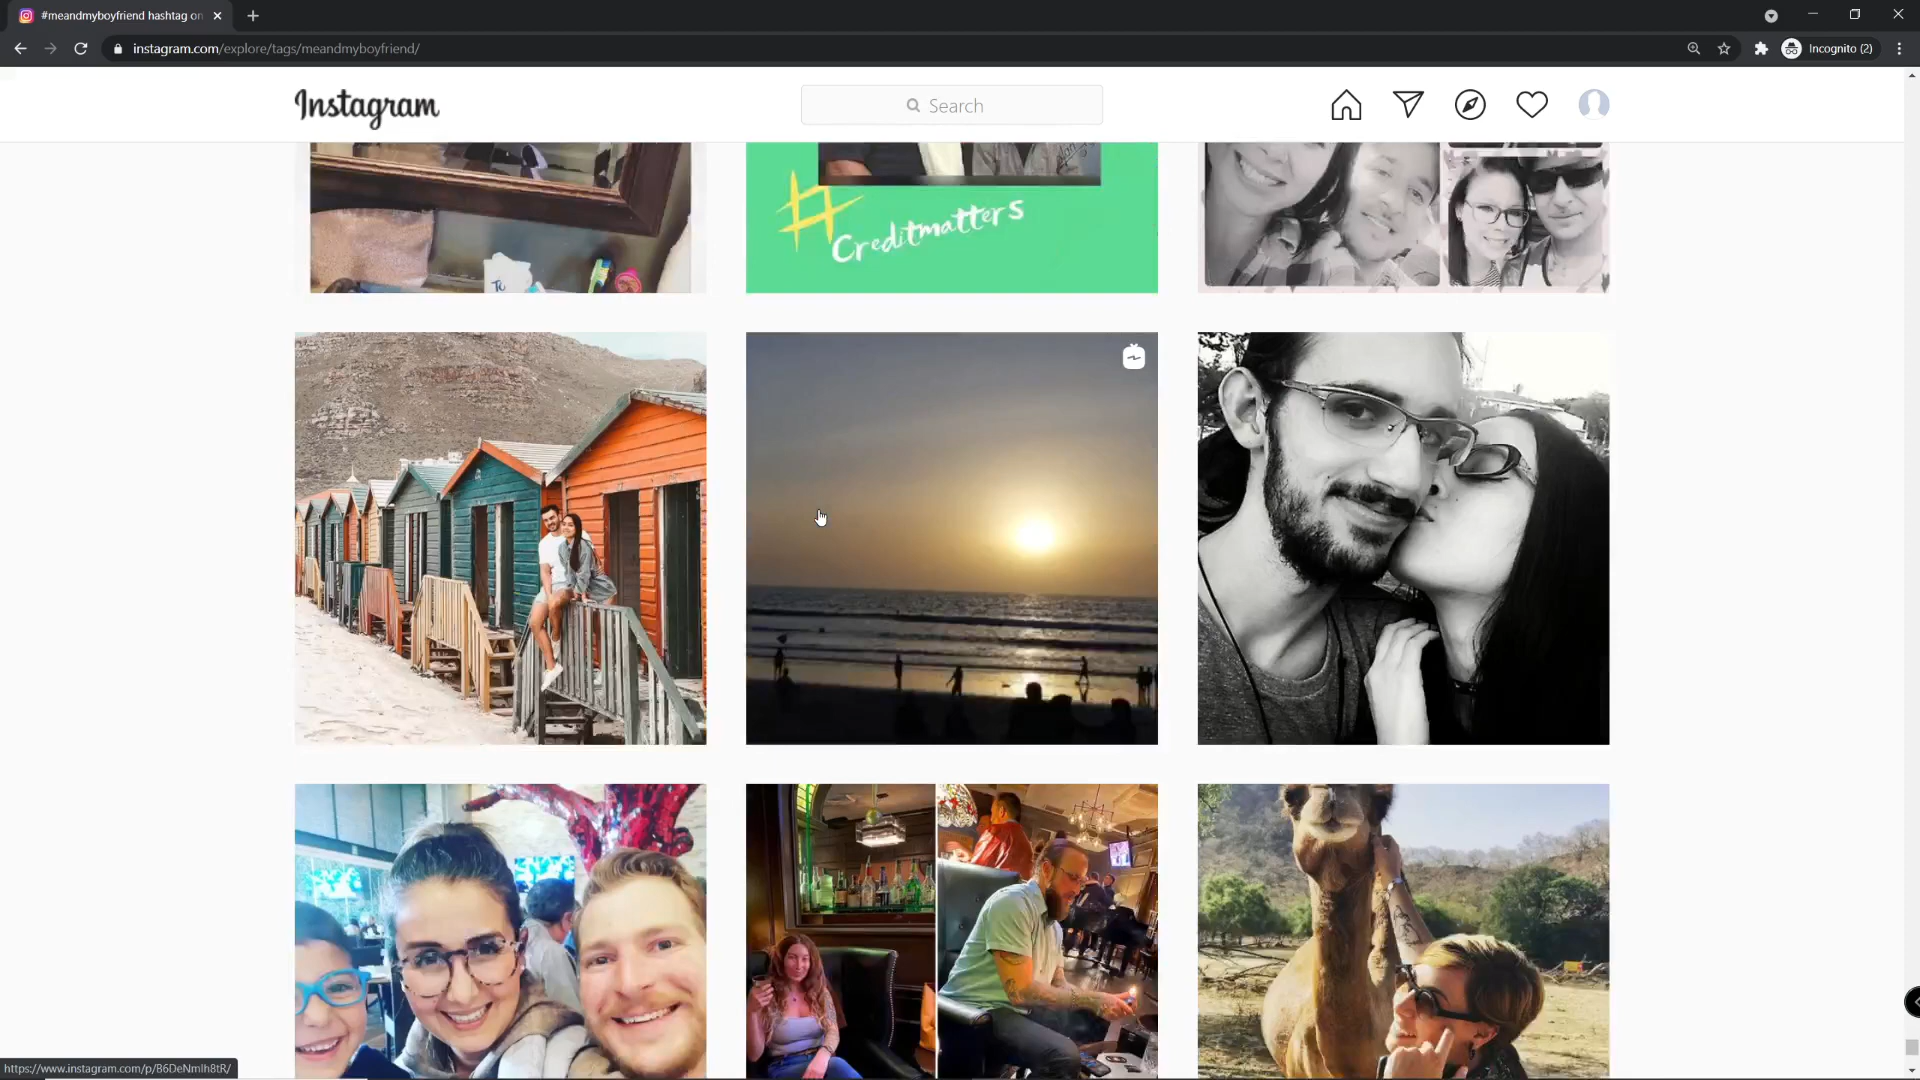 #meandmyboyfriend hashtag on
instagram.com/explore/tags/meandmyboyfriend/
Incognito (2)
Instagram
Search
#
Creditmatters
https://www.instagram.com/p/B6DeNmlh8tR/